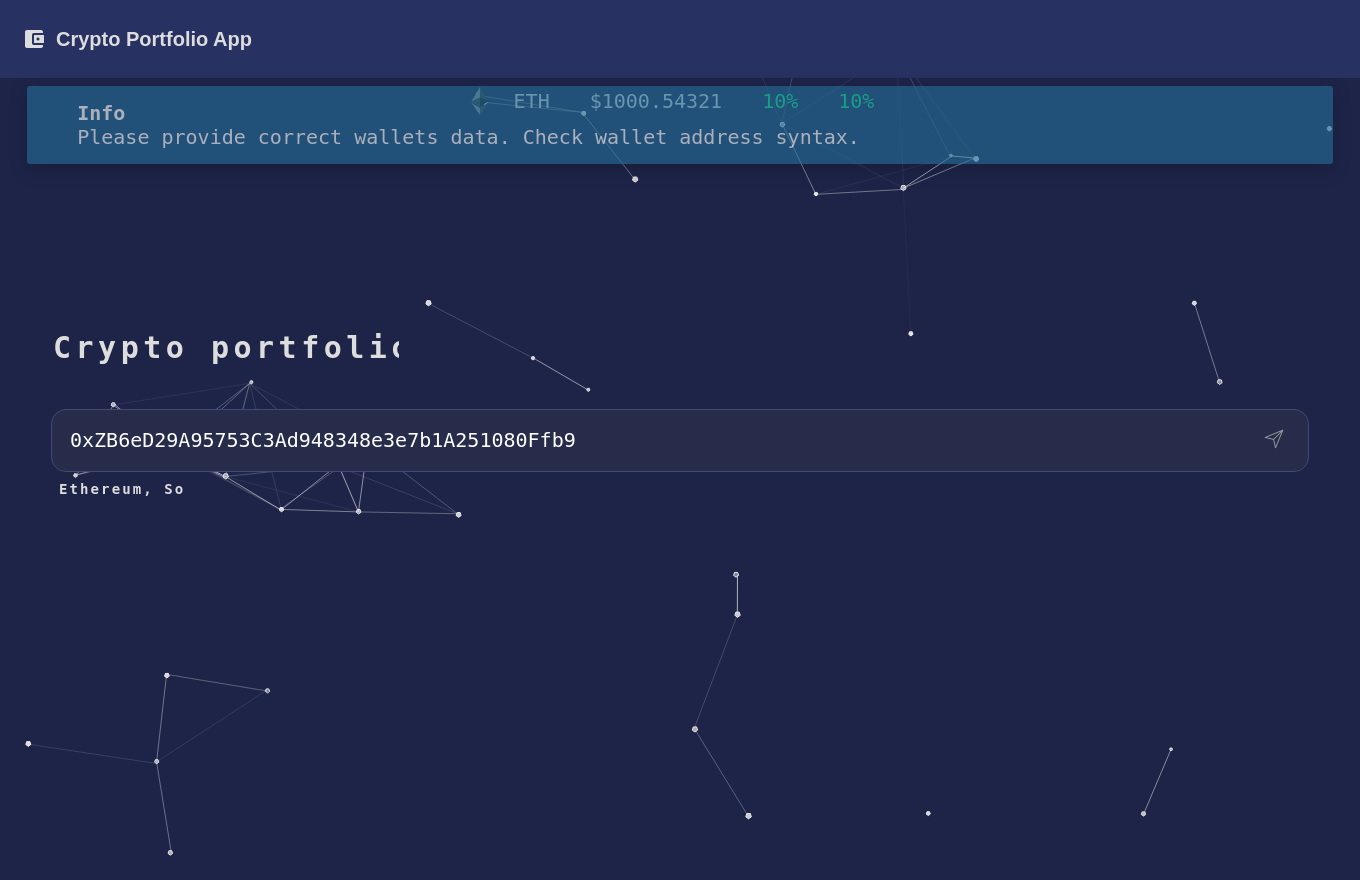 Crypto Portfolio App
ETH $1000.54321 10% 10%
Info
Please provide correct wallets data. Check wallet address syntax.
Crypto portfolio
0xZB6eD29A95753C3Ad948348e3e7b1A251080Ffb9
Ethereum, So